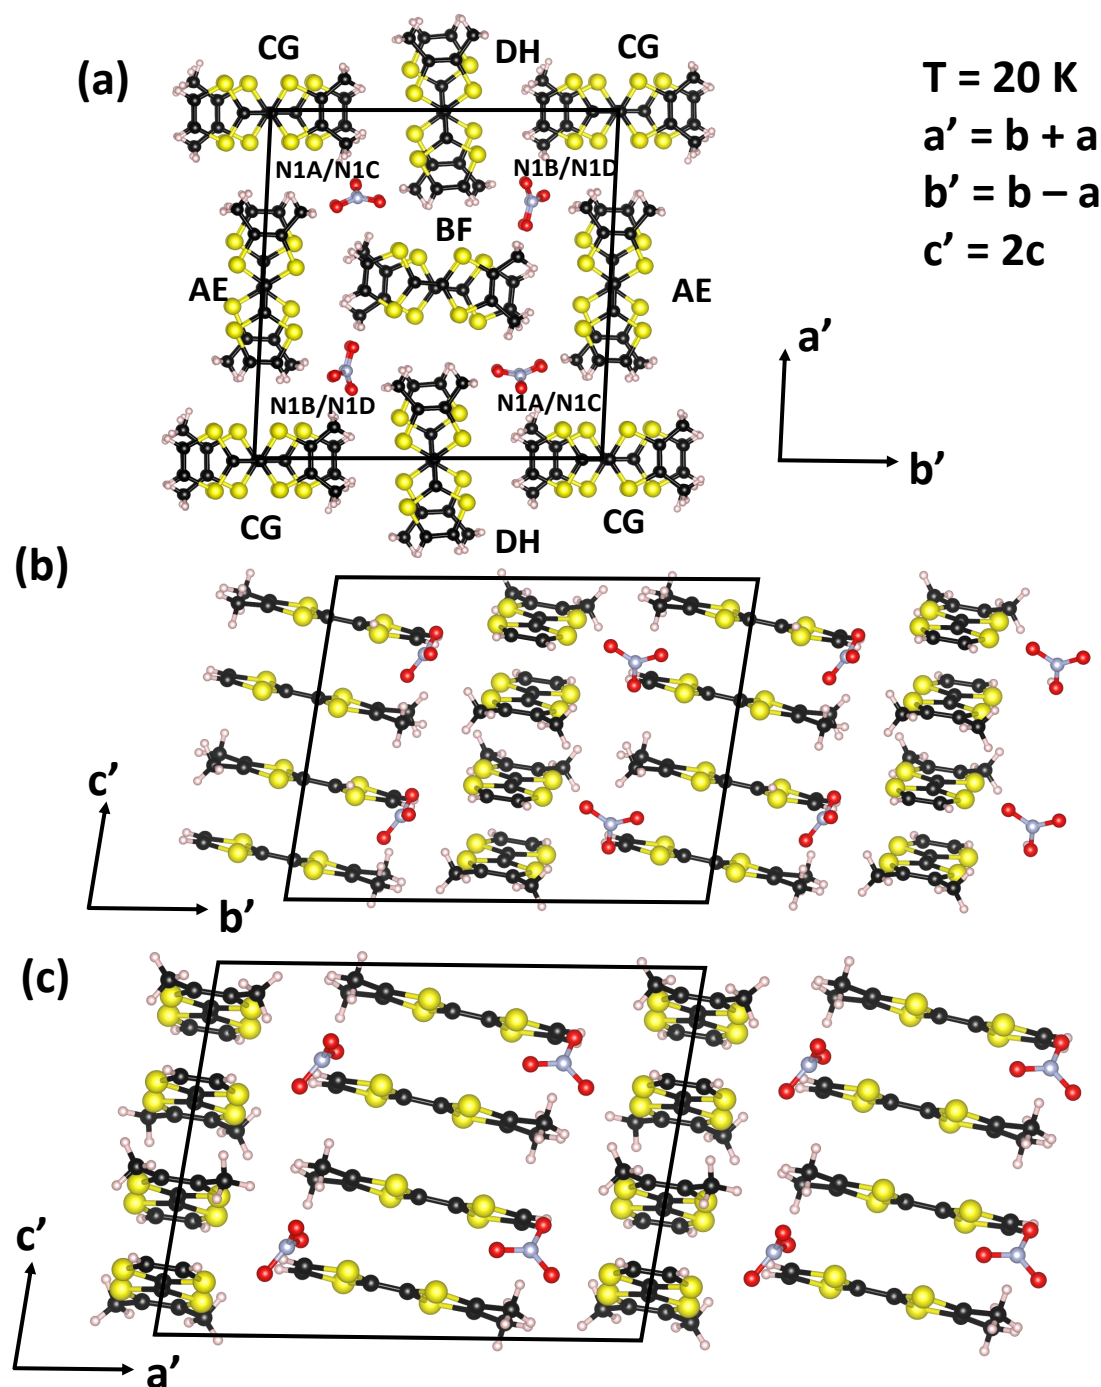 (a)
CG
DH
CG
T = 20 K
a’ = b + a
b’ = b – a
c’ = 2c
N1A/N1C
N1B/N1D
BF
AE
AE
a’
b’
N1B/N1D
N1A/N1C
CG
DH
CG
(b)
c’
b’
(c)
c’
a’